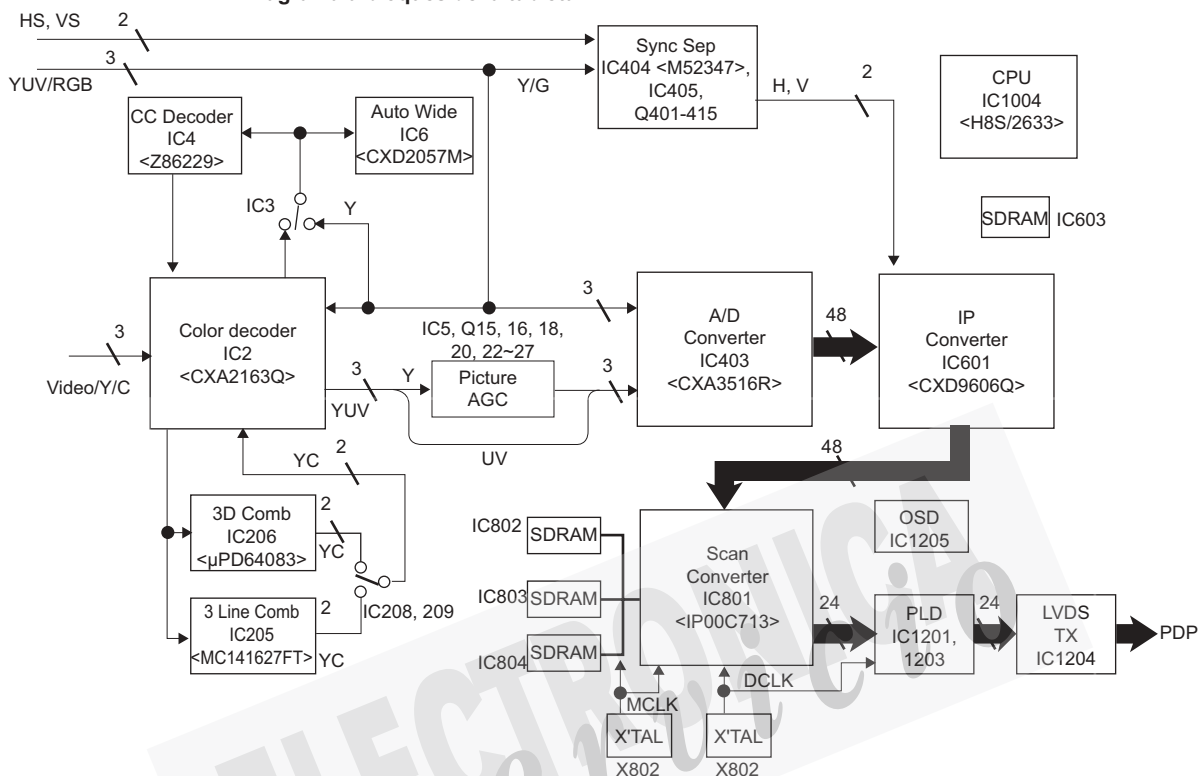 HS, VS
2
YUV/RGB
3
Y/G
Sync Sep
IC404 <M52347>,
IC405,
Q401-415
H, V
2
CPU
IC1004
<H8S/2633>
CC Decoder
IC4
<Z86229>
Auto Wide
IC6
<CXD2057M>
IC3
Y
SDRAM
IC603
Video/Y/C
3
Color decoder
IC2
<CXA2163Q>
IC5, Q15, 16, 18,
20, 22~27
3
YUV
Y
Picture
AGC
UV
3
3
A/D
Converter
IC403
<CXA3516R>
48
IP
Converter
IC601
<CXD9606Q>
48
YC
2
3D Comb
IC206
<µPD64083>
2
YC
3 Line Comb
IC205
<MC141627FT>
2
YC
IC208, 209
IC802
SDRAM
IC803
SDRAM
IC804
SDRAM
Scan
Converter
IC801
<IP00C713>
OSD
IC1205
24
PLD
IC1201,
1203
24
LVDS
TX
IC1204
PDP
MCLK
DCLK
X'TAL
X802
X'TAL
X802
ELECTRONICA